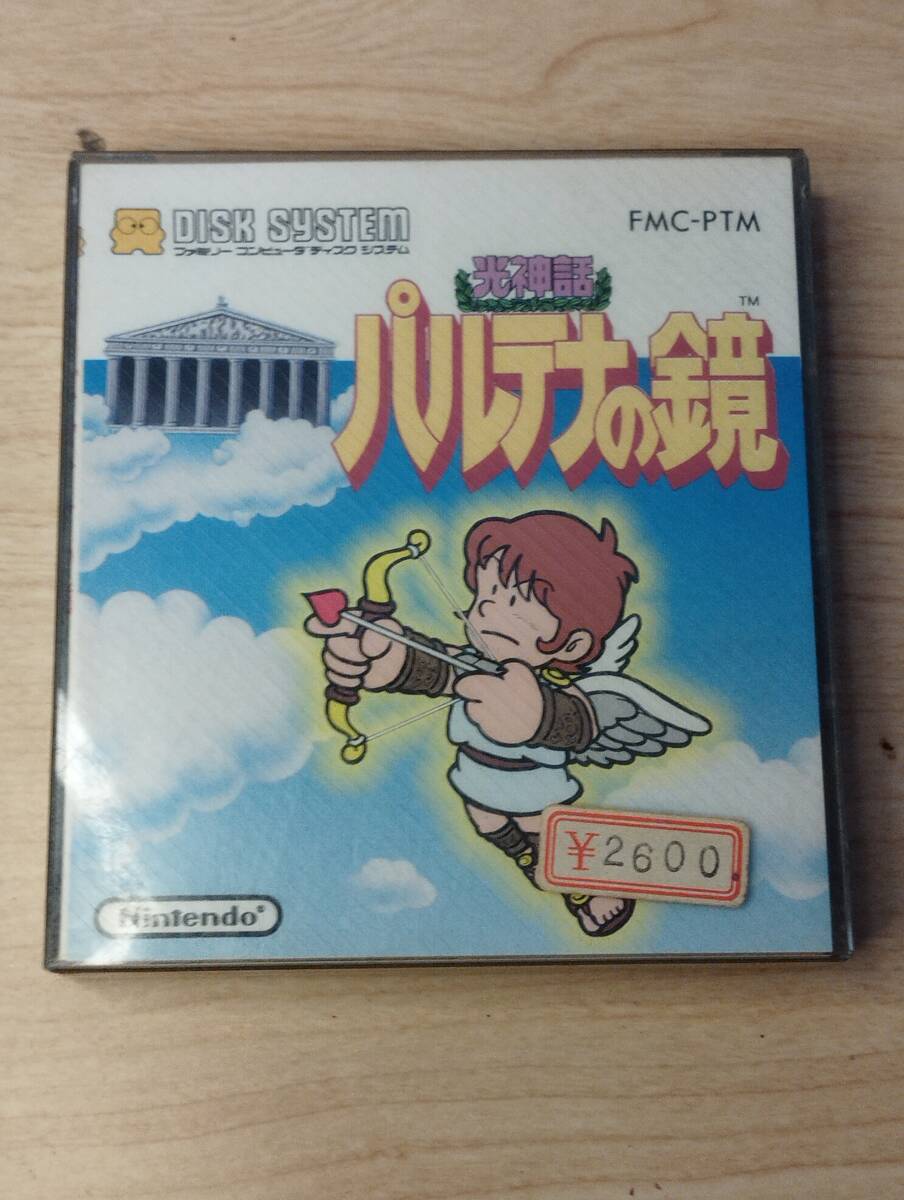 DISK SYSTEM
ファミリー コンピュータ ディスク システム
FMC-PTM
光神話
パルテナの鏡
TM
¥2600
Nintendo®